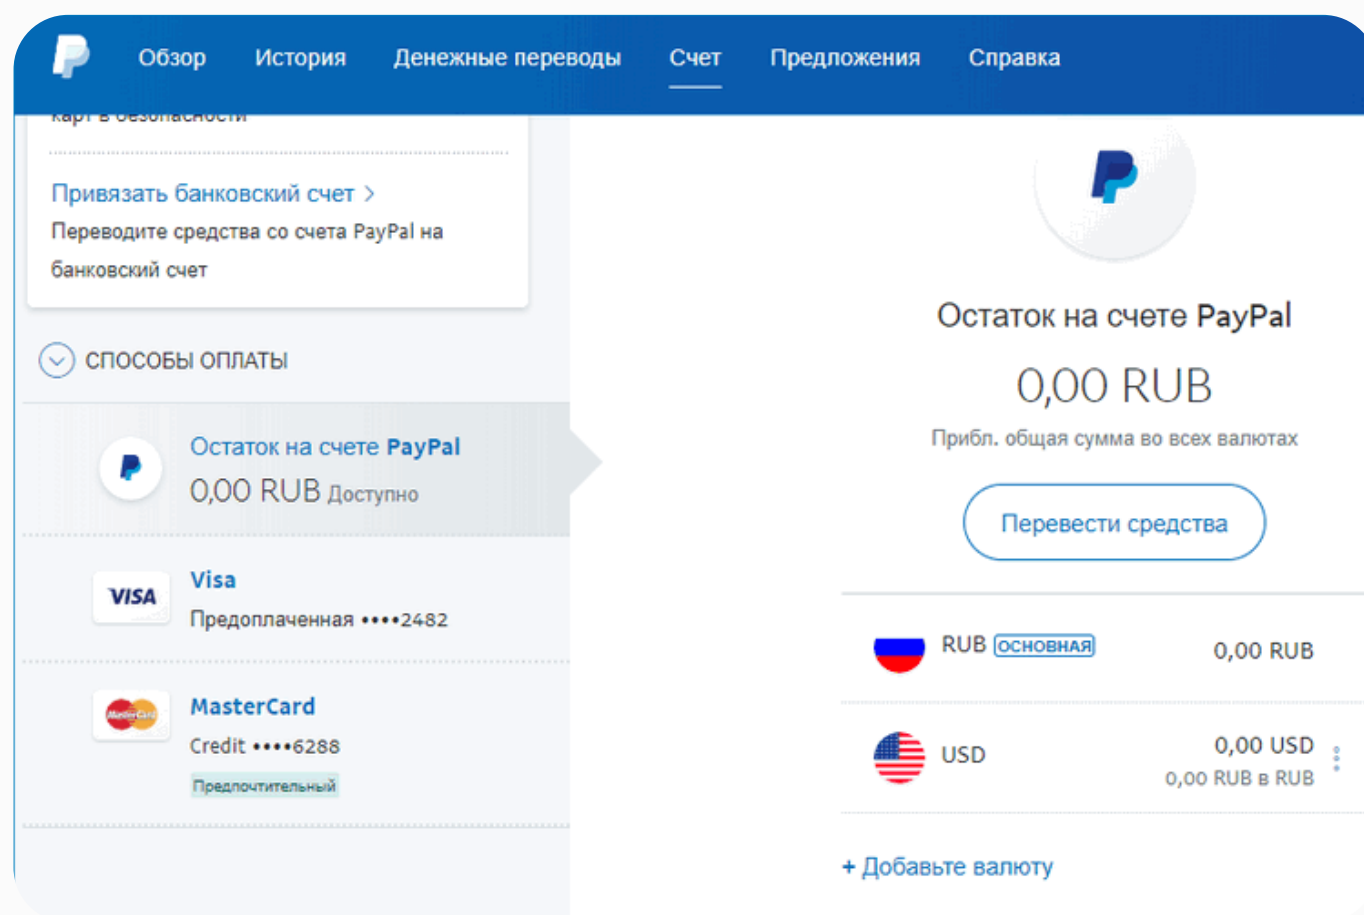 Обзор История Денежные переводы Счет Предложения Справка
карт в безопасности
Привязать банковский счет >
Переводите средства со счета PayPal на
банковский счет
СПОСОБЫ ОПЛАТЫ
Остаток на счете PayPal
0,00 RUB Доступно
VISA
Visa
Предоплаченная ••••2482
MasterCard
MasterCard
Credit ••••6288
Предпочтительный
Остаток на счете PayPal
0,00 RUB
Прибл. общая сумма во всех валютах
Перевести средства
RUB ОСНОВНАЯ 0,00 RUB
USD 0,00 USD
0,00 RUB в RUB
+ Добавьте валюту